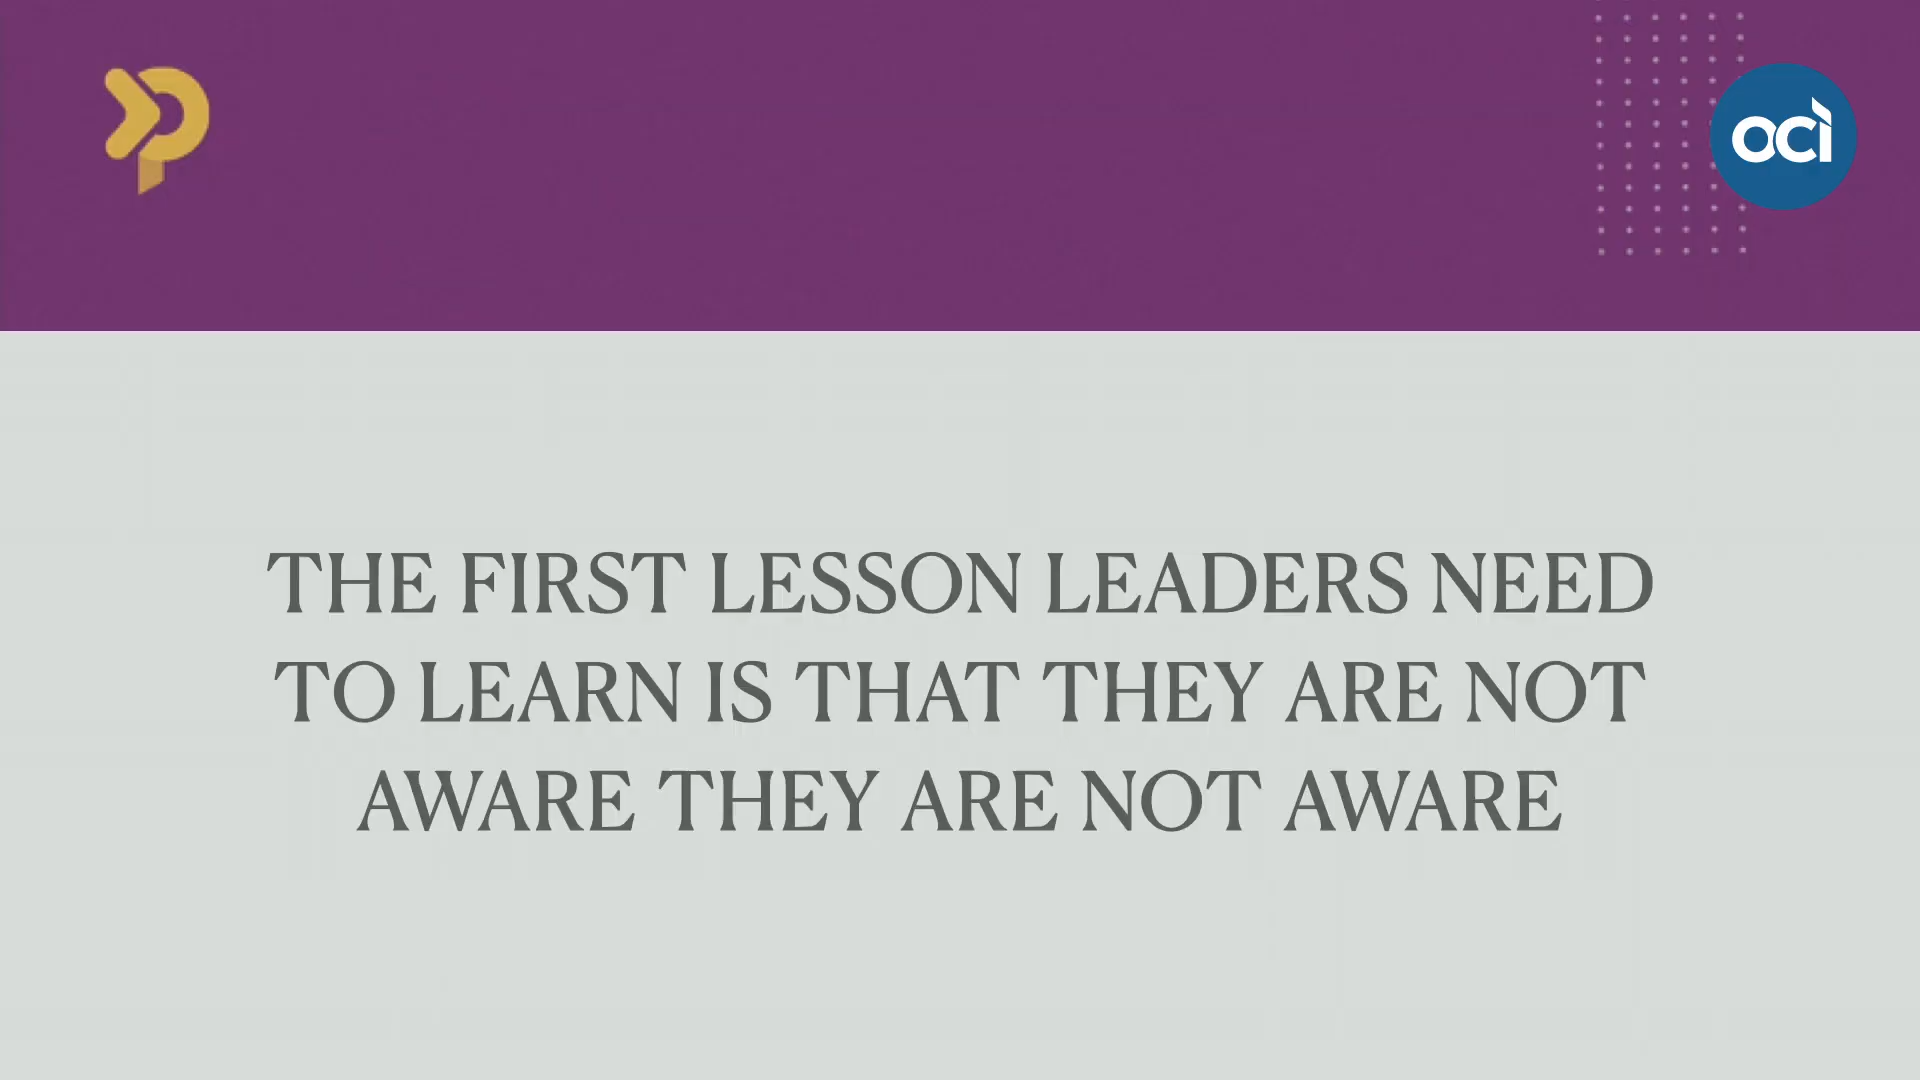 oci
THE FIRST LESSON LEADERS NEED
TO LEARN IS THAT THEY ARE NOT
AWARE THEY ARE NOT AWARE